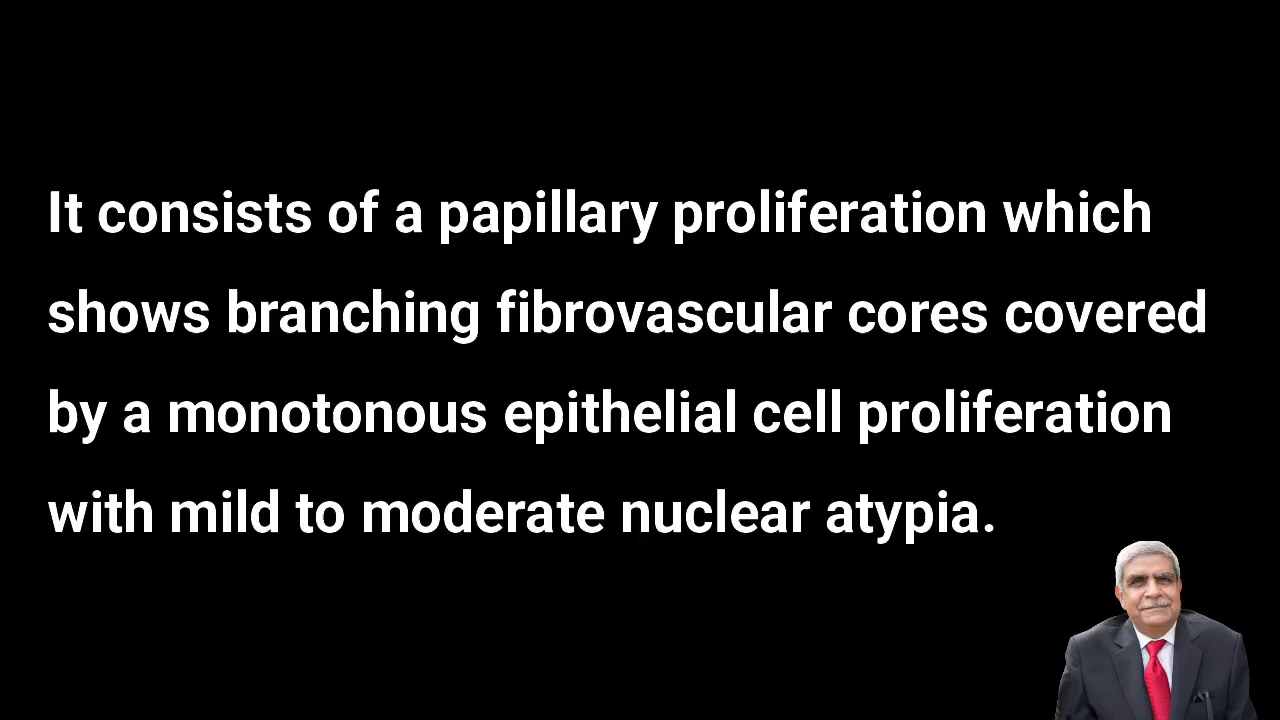 It consists of a papillary proliferation which
shows branching fibrovascular cores covered
by a monotonous epithelial cell proliferation
with mild to moderate nuclear atypia.